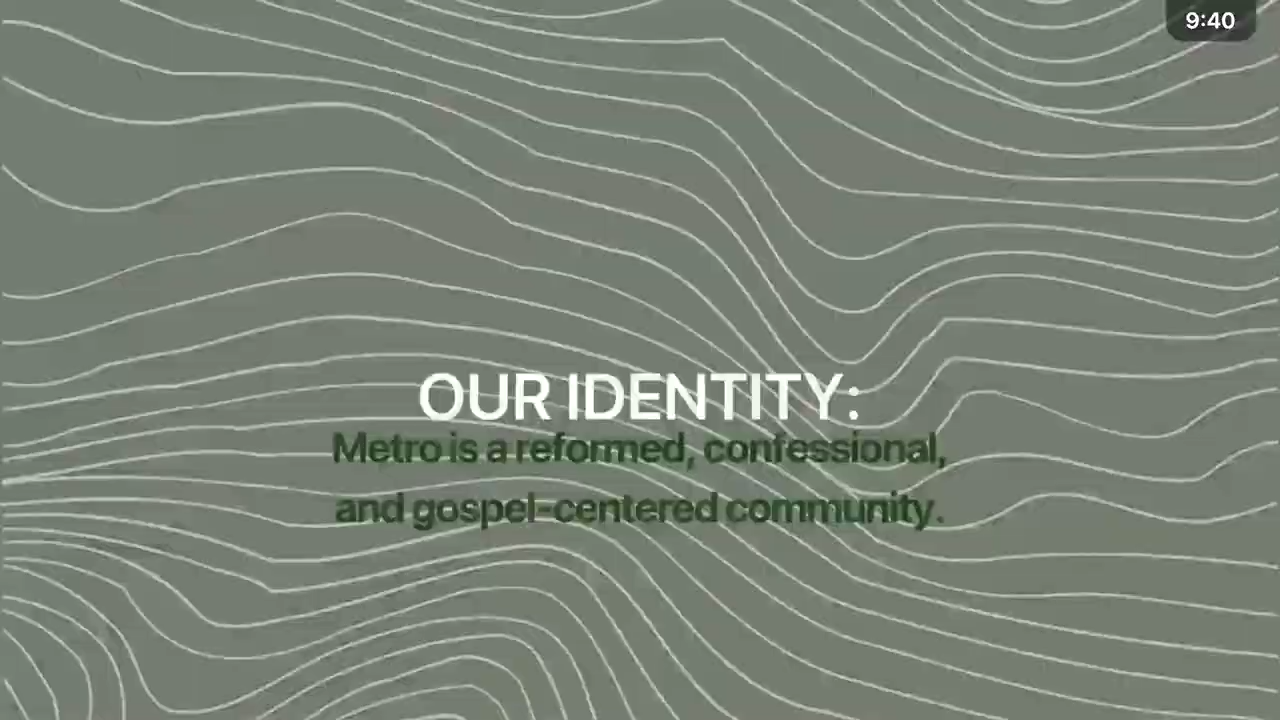 9:40
OUR IDENTITY:
Metro is a reformed, confessional,
and gospel-centered community.